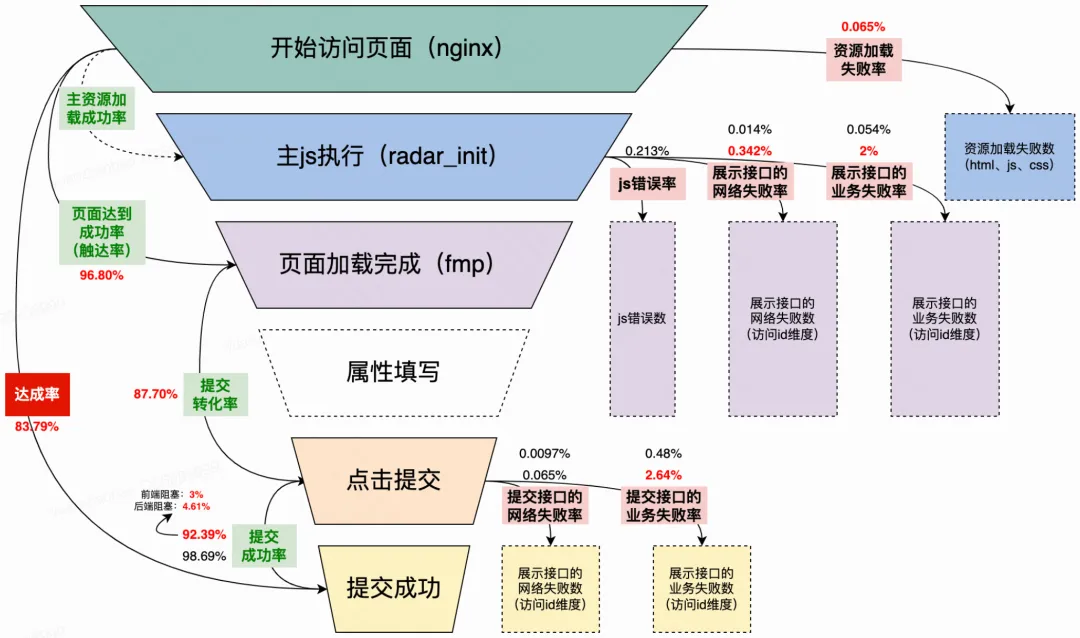 开始访问页面（nginx）
0.065%
资源加载
失败率
资源加载失败数
（html、js、css）
主资源加
载成功率
主js执行（radar_init）
0.213%
js错误率
0.014%
0.342%
展示接口的
网络失败率
0.054%
2%
展示接口的
业务失败率
页面达到
成功率
（触达率）
96.80%
页面加载完成（fmp）
js错误数
展示接口的
网络失败数
（访问id维度）
展示接口的
业务失败数
（访问id维度）
属性填写
达成率
83.79%
87.70%
提交
转化率
点击提交
0.0097%
0.065%
提交接口的
网络失败率
0.48%
2.64%
提交接口的
业务失败率
前端阻塞：3%
后端阻塞：4.61%
92.39%
98.69%
提交
成功率
提交成功
展示接口的
网络失败数
（访问id维度）
展示接口的
业务失败数
（访问id维度）